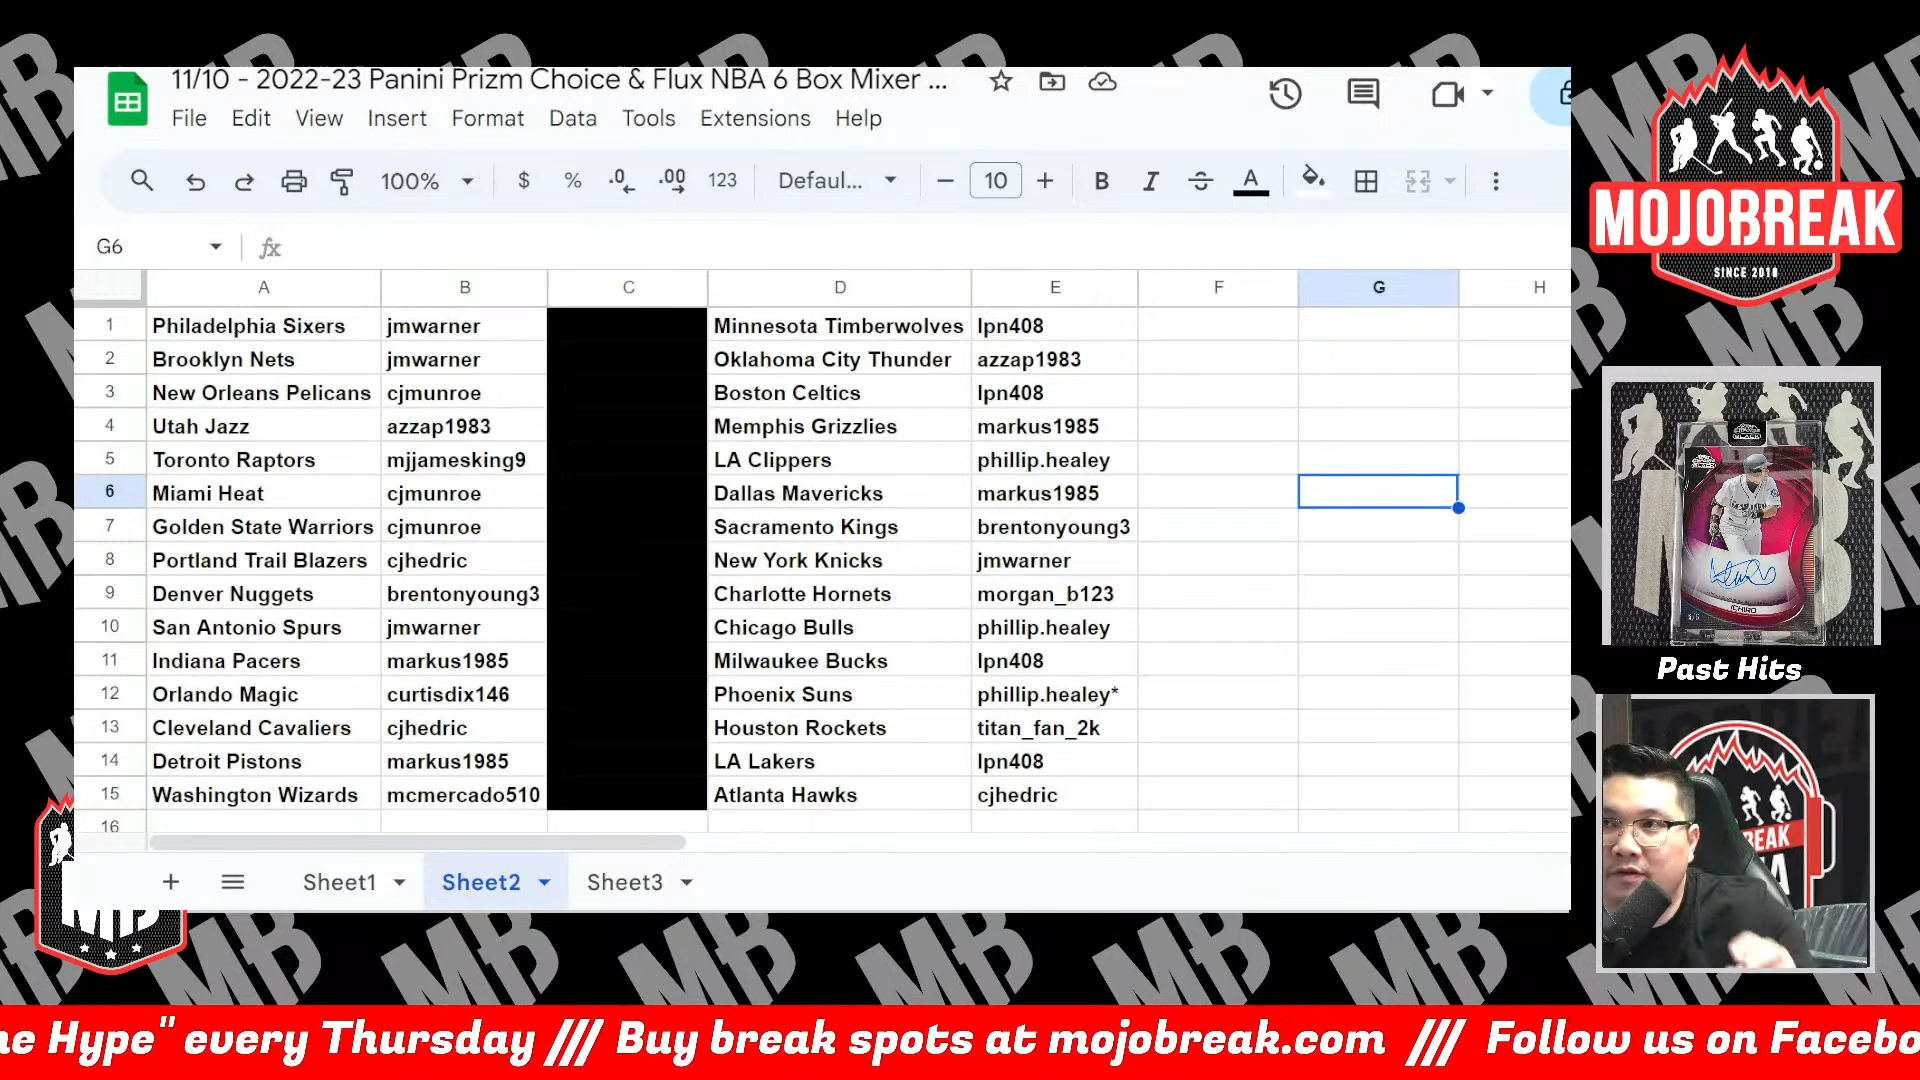 11/10 - 2022-23 Panini Prizm Choice & Flux NBA 6 Box Mixer ...
File Edit View Insert Format Data Tools Extensions Help
100% $ % .0 .00 123 Defaul... 10 B I S A
G6 fx
A B C D E F G H
1 Philadelphia Sixers jmwarner Minnesota Timberwolves lpn408
2 Brooklyn Nets jmwarner Oklahoma City Thunder azzap1983
3 New Orleans Pelicans cjmunroe Boston Celtics lpn408
4 Utah Jazz azzap1983 Memphis Grizzlies markus1985
5 Toronto Raptors mjjamesking9 LA Clippers phillip.healey
6 Miami Heat cjmunroe Dallas Mavericks markus1985
7 Golden State Warriors cjmunroe Sacramento Kings brentonyoung3
8 Portland Trail Blazers cjhedric New York Knicks jmwarner
9 Denver Nuggets brentonyoung3 Charlotte Hornets morgan_b123
10 San Antonio Spurs jmwarner Chicago Bulls phillip.healey
11 Indiana Pacers markus1985 Milwaukee Bucks lpn408
12 Orlando Magic curtisdix146 Phoenix Suns phillip.healey*
13 Cleveland Cavaliers cjhedric Houston Rockets titan_fan_2k
14 Detroit Pistons markus1985 LA Lakers lpn408
15 Washington Wizards mcmercado510 Atlanta Hawks cjhedric
16
Sheet1 Sheet2 Sheet3
MOJOBREAK
SINCE 2010
ICHIRO
Past Hits
MB
ne Hype" every Thursday /// Buy break spots at mojobreak.com /// Follow us on Facebo